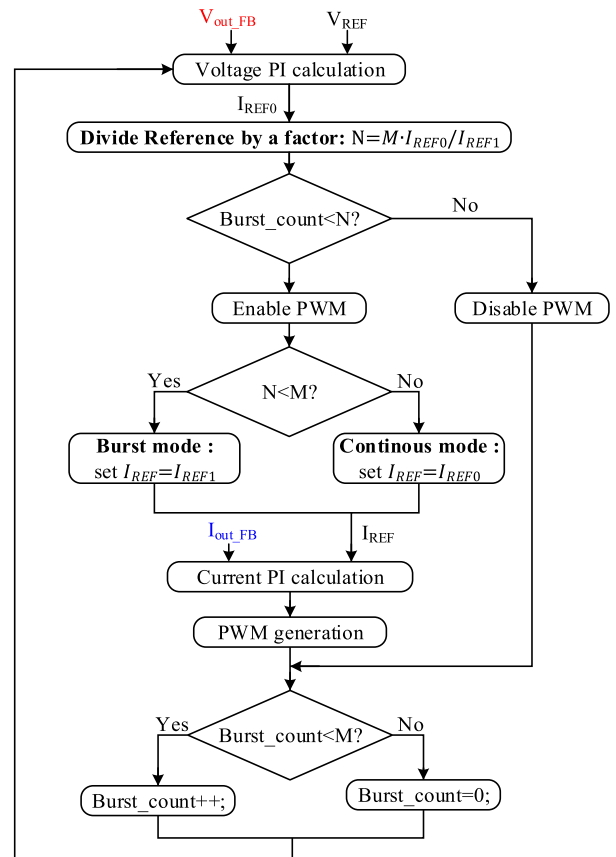 V_out_FB
V_REF
Voltage PI calculation
I_REF0
Divide Reference by a factor: N=M·I_REF0/I_REF1
Burst_count<N?
No
Enable PWM
Disable PWM
Yes
N<M?
No
Burst mode :
set I_REF=I_REF1
Continous mode :
set I_REF=I_REF0
I_out_FB
I_REF
Current PI calculation
PWM generation
Yes
Burst_count<M?
No
Burst_count++;
Burst_count=0;